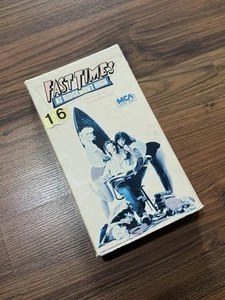 FAST TIMES
AT RIDGEMONT HIGH
MCA
16